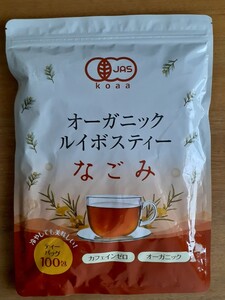 JAS
koaa
オーガニック
ルイボスティー
なごみ
冷やしても美味しい!
ティー
バッグ
100包
カフェインゼロ
オーガニック